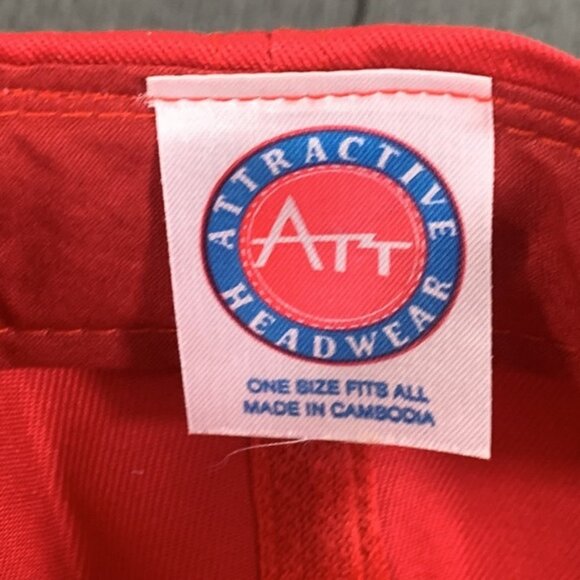 ATTRACTIVE
ATT
HEADWEAR
ONE SIZE FITS ALL
MADE IN CAMBODIA